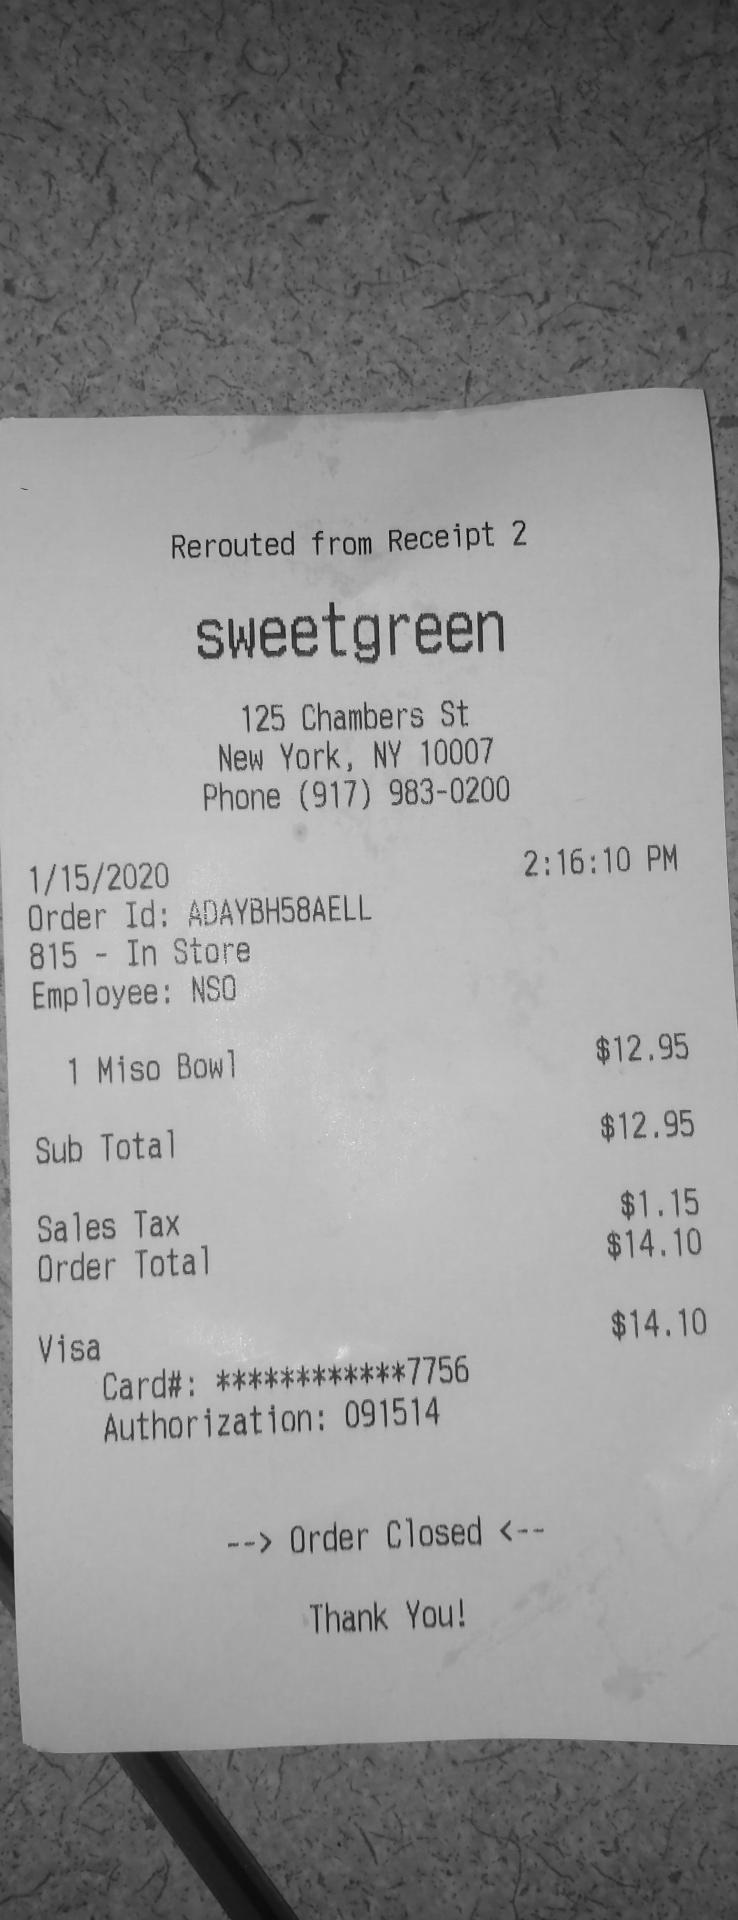 Rerouted from Receipt 2
sweetgreen
125 Chambers St
New York, NY 10007
Phone (917) 983-0200
1/15/2020 2:16:10 PM
Order Id: ADAYBH58AELL
815 - In Store
Employee: NSO
1 Miso Bowl $12.95
Sub Total $12.95
Sales Tax $1.15
Order Total $14.10
Visa $14.10
Card#: ************7756
Authorization: 091514
--> Order Closed <--
Thank You!